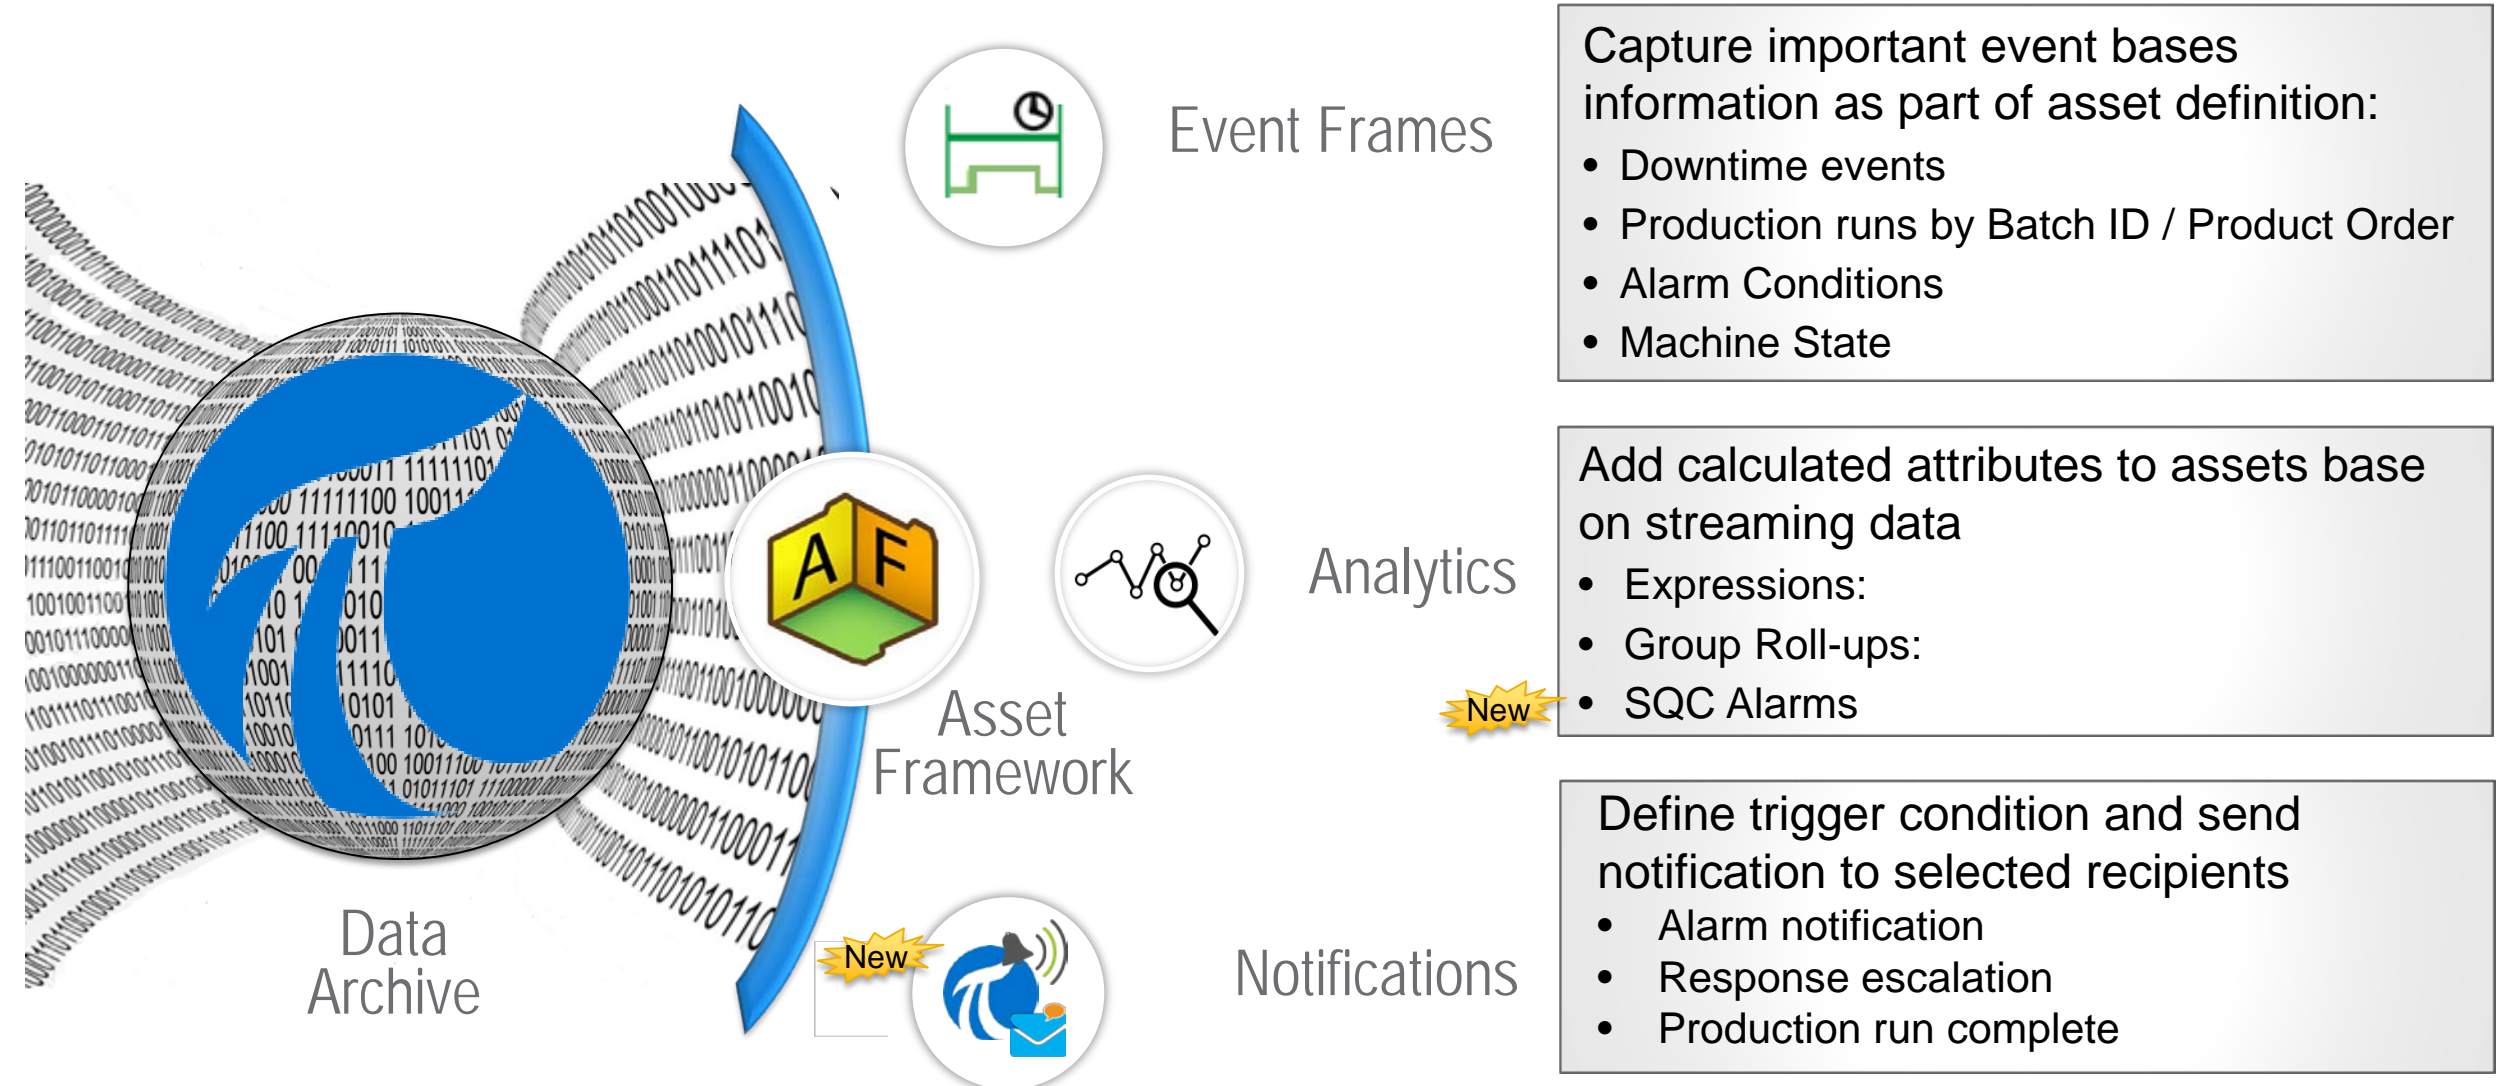 Event Frames
Capture important event bases
information as part of asset definition:
• Downtime events
• Production runs by Batch ID / Product Order
• Alarm Conditions
• Machine State
A F
Asset
Framework
Analytics
Add calculated attributes to assets base
on streaming data
• Expressions:
• Group Roll-ups:
New
• SQC Alarms
Data
Archive
New
Notifications
Define trigger condition and send
notification to selected recipients
• Alarm notification
• Response escalation
• Production run complete